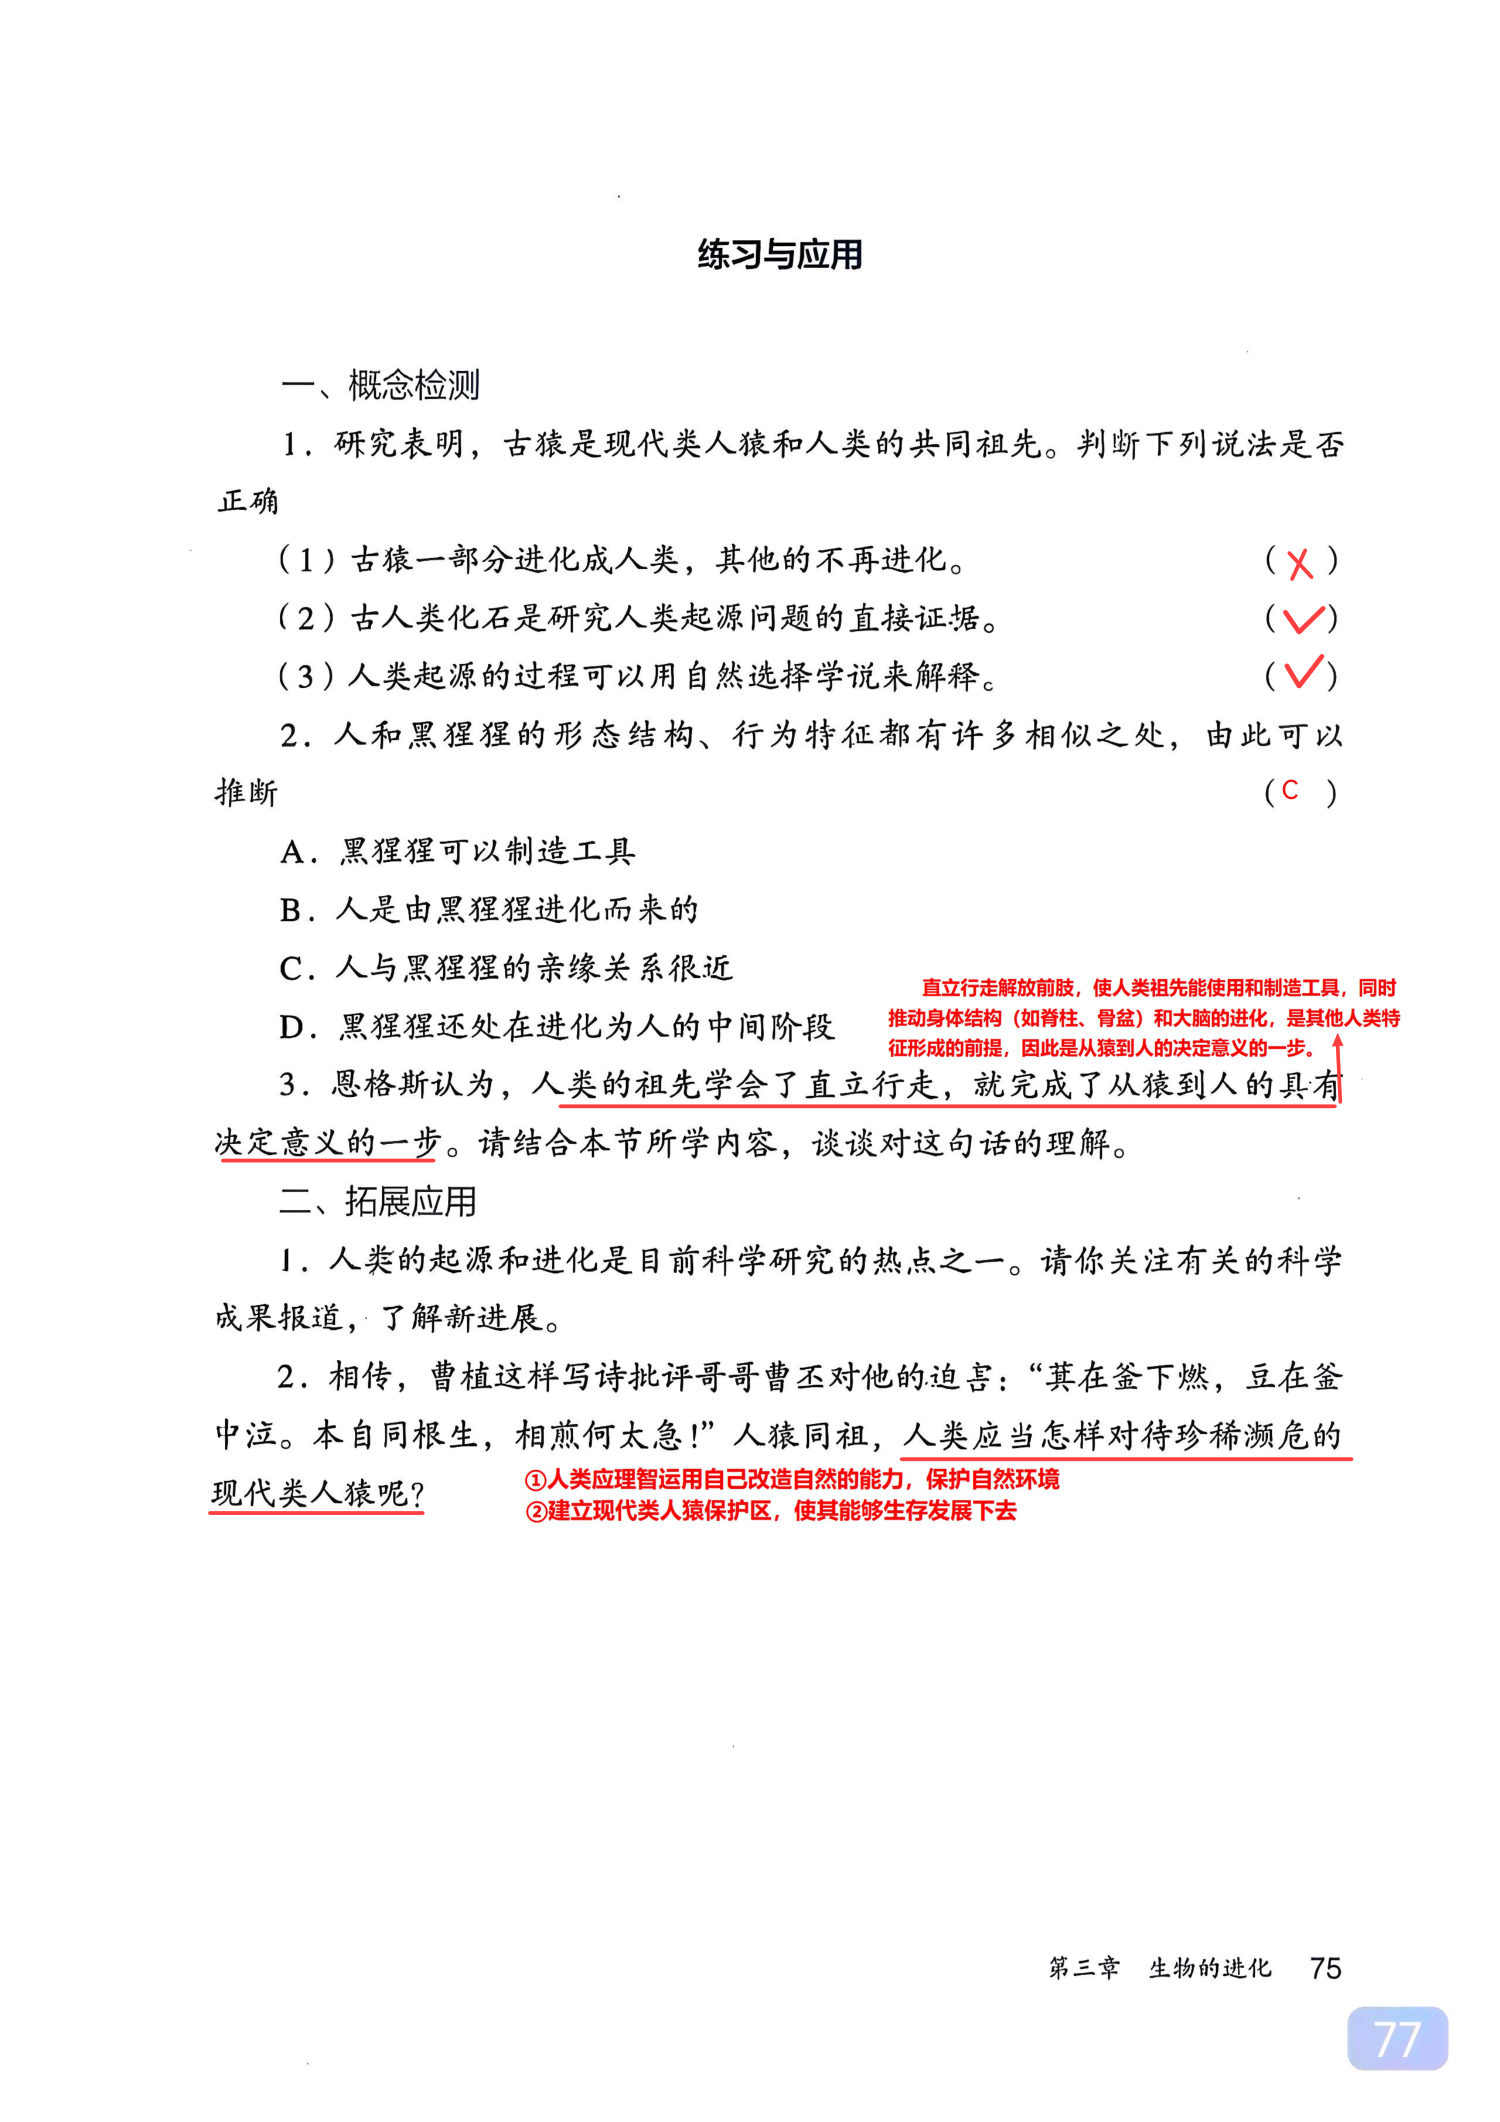 练习与应用
一、概念检测
1. 研究表明，古猿是现代类人猿和人类的共同祖先。判断下列说法是否
正确
（1）古猿一部分进化成人类，其他的不再进化。 （×）
（2）古人类化石是研究人类起源问题的直接证据。 （✓）
（3）人类起源的过程可以用自然选择学说来解释。 （✓）
2. 人和黑猩猩的形态结构、行为特征都有许多相似之处，由此可以
推断 （C）
A. 黑猩猩可以制造工具
B. 人是由黑猩猩进化而来的
C. 人与黑猩猩的亲缘关系很近
D. 黑猩猩还处在进化为人的中间阶段
直立行走解放前肢，使人类祖先能使用和制造工具，同时
推动身体结构（如脊柱、骨盆）和大脑的进化，是其他人类特
征形成的前提，因此是从猿到人的决定意义的一步。
3. 恩格斯认为，人类的祖先学会了直立行走，就完成了从猿到人的具有
决定意义的一步。请结合本节所学内容，谈谈对这句话的理解。
二、拓展应用
1. 人类的起源和进化是目前科学研究的热点之一。请你关注有关的科学
成果报道，了解新进展。
2. 相传，曹植这样写诗批评哥哥曹丕对他的迫害：“萁在釜下燃，豆在釜
中泣。本自同根生，相煎何太急！”人猿同祖，人类应当怎样对待珍稀濒危的
现代类人猿呢？
①人类应理智运用自己改造自然的能力，保护自然环境
②建立现代类人猿保护区，使其能够生存发展下去
第三章 生物的进化 75
77